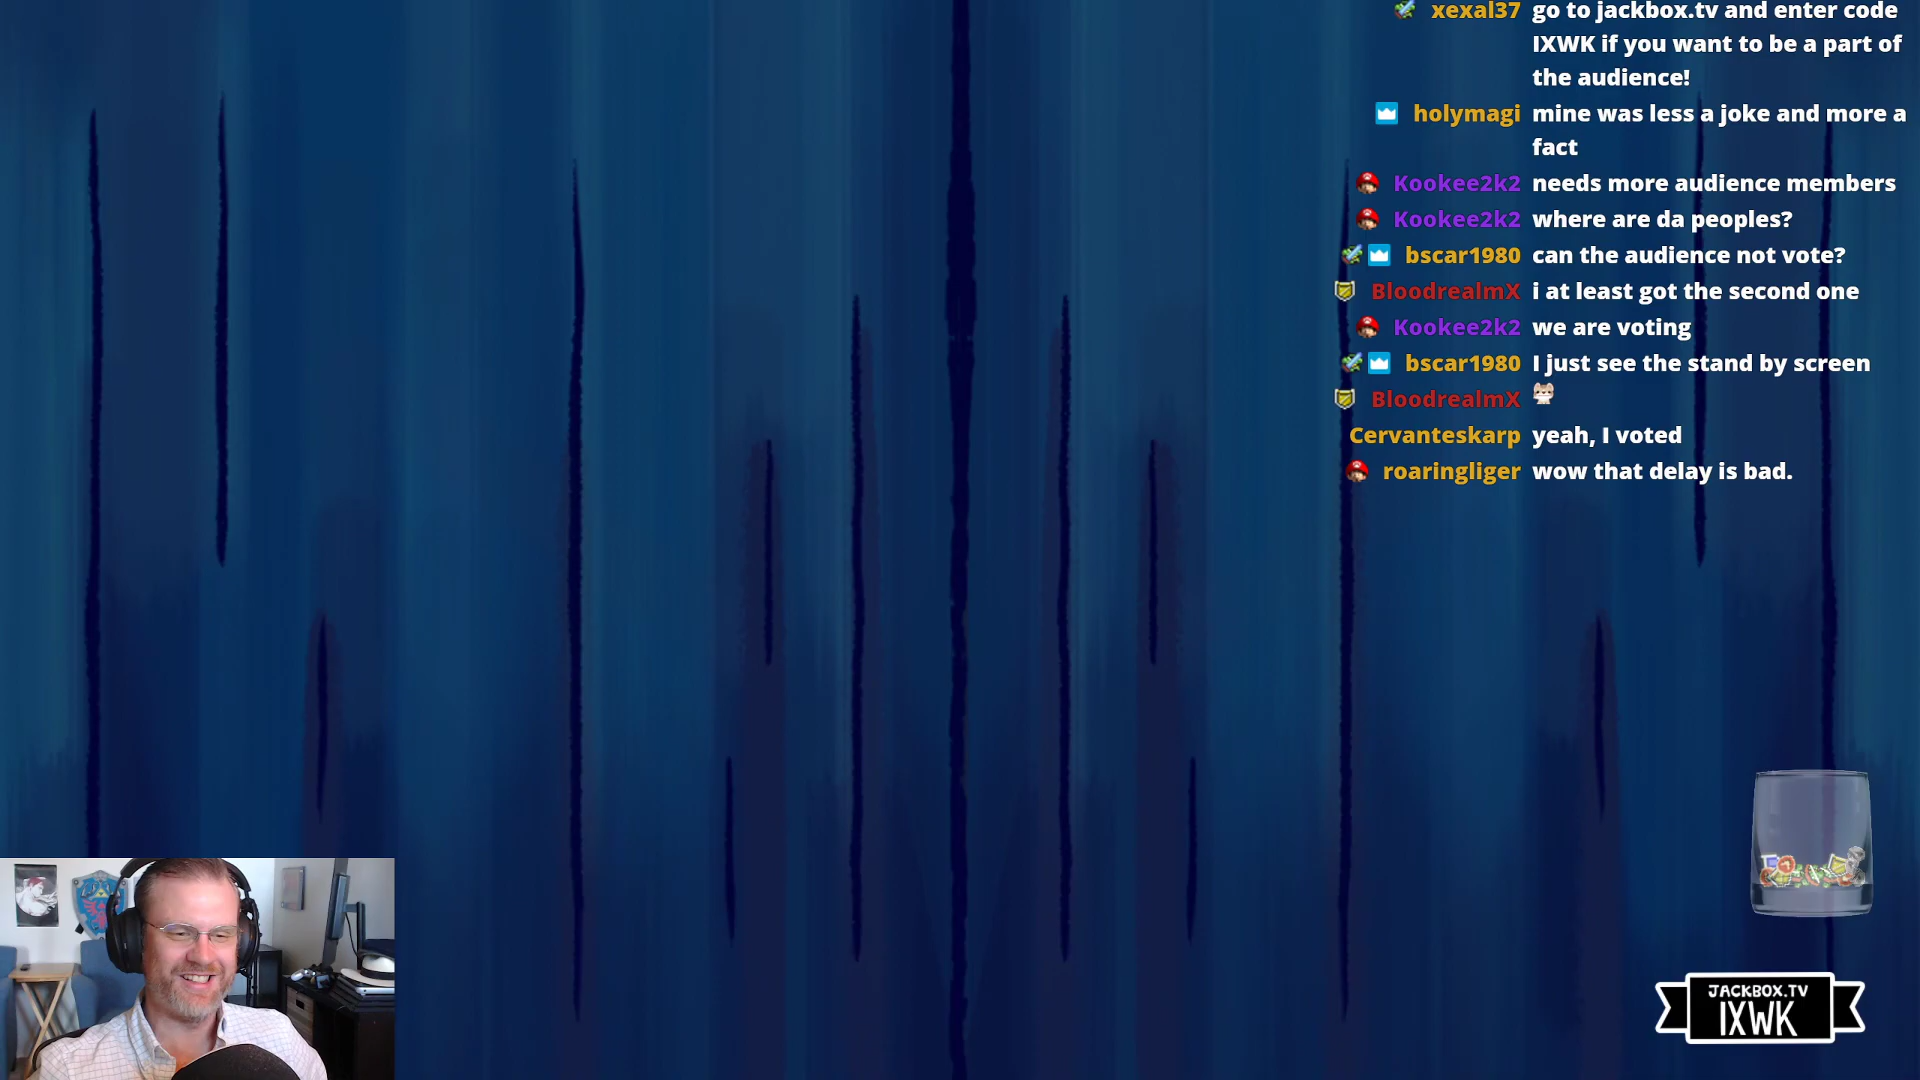 xexal37 go to jackbox.tv and enter code
IXWK if you want to be a part of
the audience!
holymagi mine was less a joke and more a
fact
Kookee2k2 needs more audience members
Kookee2k2 where are da peoples?
bscar1980 can the audience not vote?
BloodrealmX i at least got the second one
Kookee2k2 we are voting
bscar1980 I just see the stand by screen
BloodrealmX
Cervanteskarp yeah, I voted
roaringliger wow that delay is bad.
JACKBOX.TV
IXWK